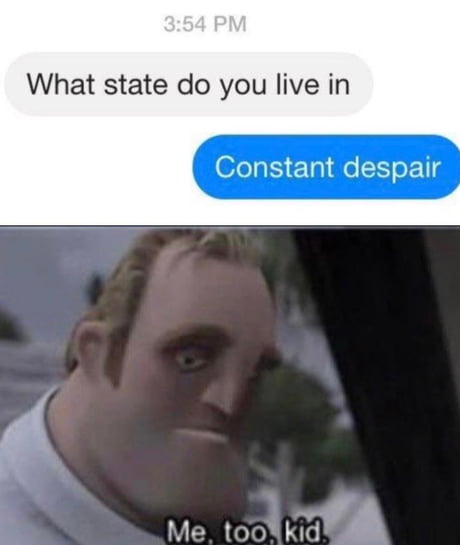 3:54 PM
What state do you live in
Constant despair
Me, too, kid.